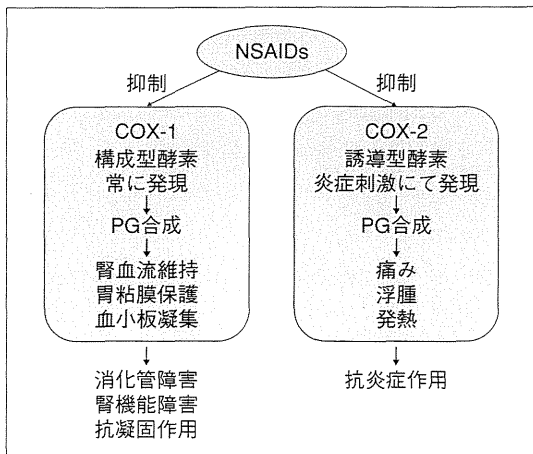 NSAIDs
抑制
抑制
COX-1
構成型酵素
常に発現
PG合成
腎血流維持
胃粘膜保護
血小板凝集
消化管障害
腎機能障害
抗凝固作用
COX-2
誘導型酵素
炎症刺激にて発現
PG合成
痛み
浮腫
発熱
抗炎症作用